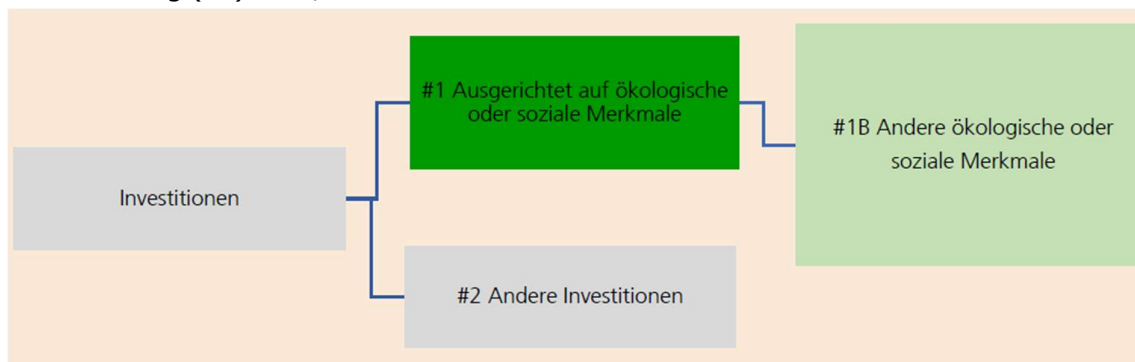 #1 Ausgerichtet auf ökologische
oder soziale Merkmale
#1B Andere ökologische oder
soziale Merkmale
Investitionen
#2 Andere Investitionen